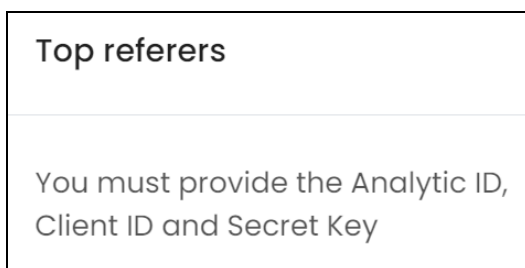 Top referers
You must provide the Analytic ID,
Client ID and Secret Key